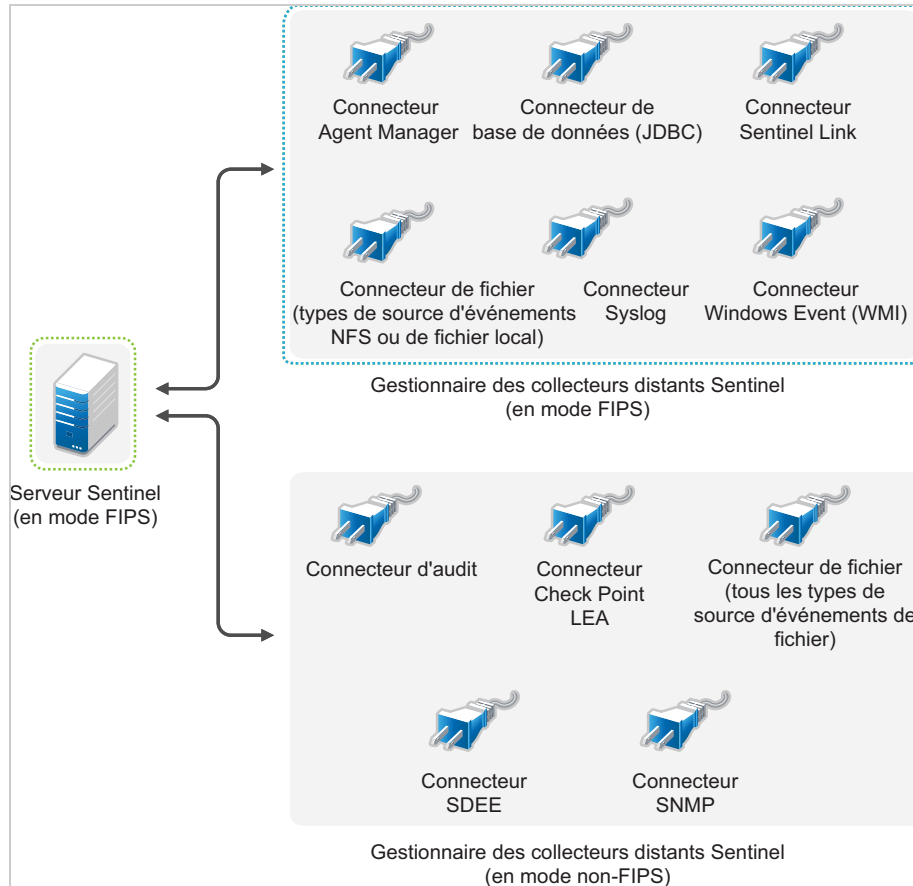 Connecteur
Agent Manager
Connecteur de
base de données (JDBC)
Connecteur
Sentinel Link
Connecteur de fichier
(types de source d'événements
NFS ou de fichier local)
Connecteur
Syslog
Connecteur
Windows Event (WMI)
Gestionnaire des collecteurs distants Sentinel
(en mode FIPS)
Serveur Sentinel
(en mode FIPS)
Connecteur d'audit
Connecteur
Check Point
LEA
Connecteur de fichier
(tous les types de
source d'événements de
fichier)
Connecteur
SDEE
Connecteur
SNMP
Gestionnaire des collecteurs distants Sentinel
(en mode non-FIPS)